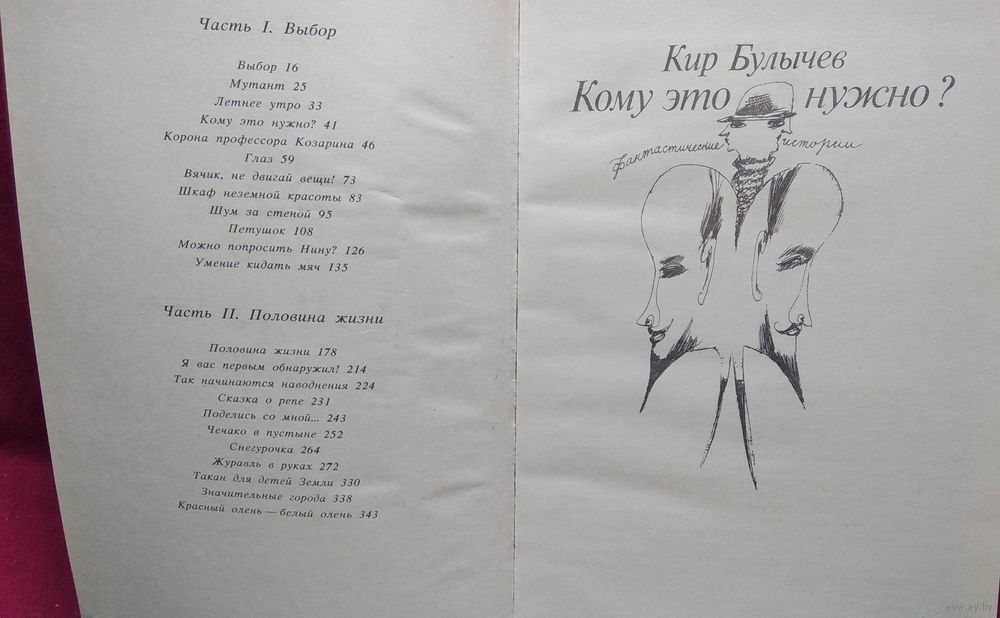 Часть I. Выбор
Выбор 16
Мутант 25
Летнее утро 33
Кому это нужно? 41
Корона профессора Козарина 46
Глаз 59
Вячик, не двигай вещи! 73
Шкаф неземной красоты 83
Шум за стеной 95
Петушок 108
Можно попросить Нину? 126
Умение кидать мяч 135
Часть II. Половина жизни
Половина жизни 178
Я вас первым обнаружил! 214
Так начинаются наводнения 224
Сказка о репе 231
Поделись со мной... 243
Чечако в пустыне 252
Снегурочка 264
Журавль в руках 272
Такан для детей Земли 330
Значительные города 338
Красный олень — белый олень 343
Кир Булычев
Кому это нужно?
фантастические истории
www.ay.by